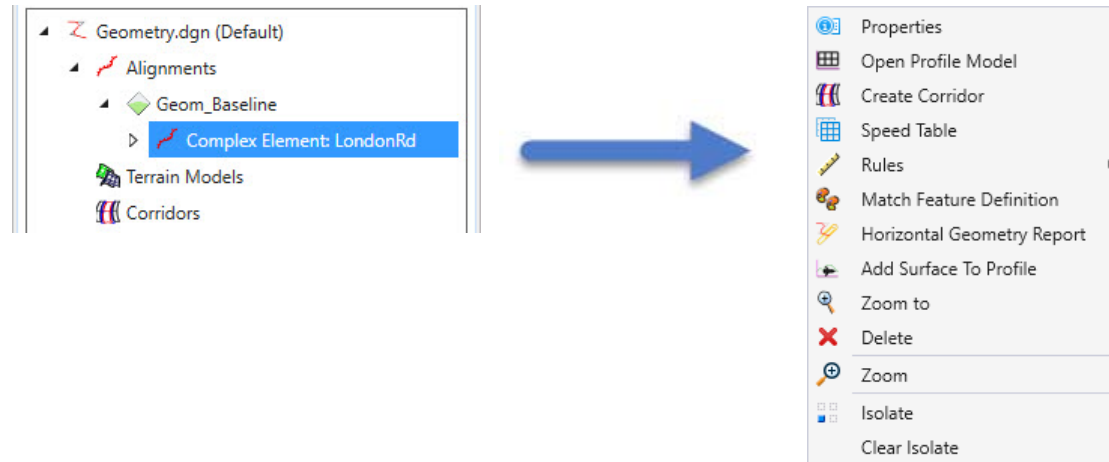 Geometry.dgn (Default)
Alignments
Geom_Baseline
Complex Element: LondonRd
Terrain Models
Corridors
Properties
Open Profile Model
Create Corridor
Speed Table
Rules
Match Feature Definition
Horizontal Geometry Report
Add Surface To Profile
Zoom to
Delete
Zoom
Isolate
Clear Isolate